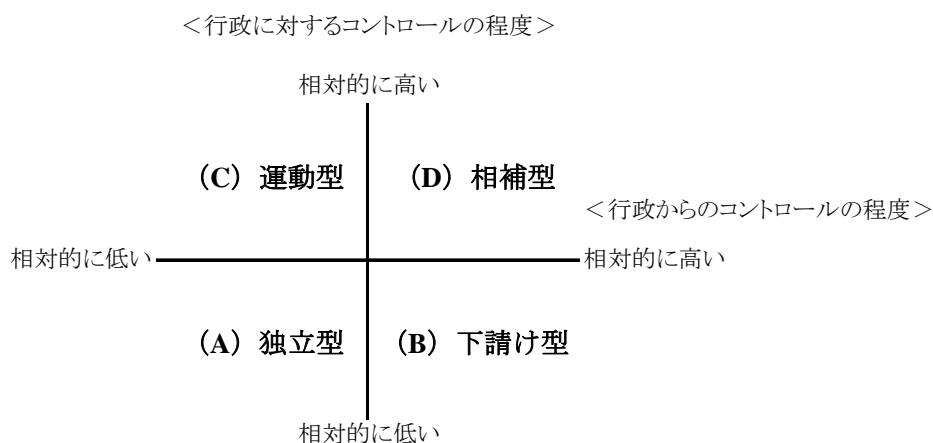 ＜行政に対するコントロールの程度＞
相対的に高い
（C）運動型 （D）相補型
＜行政からのコントロールの程度＞
相対的に低い 相対的に高い
（A）独立型 （B）下請け型
相対的に低い